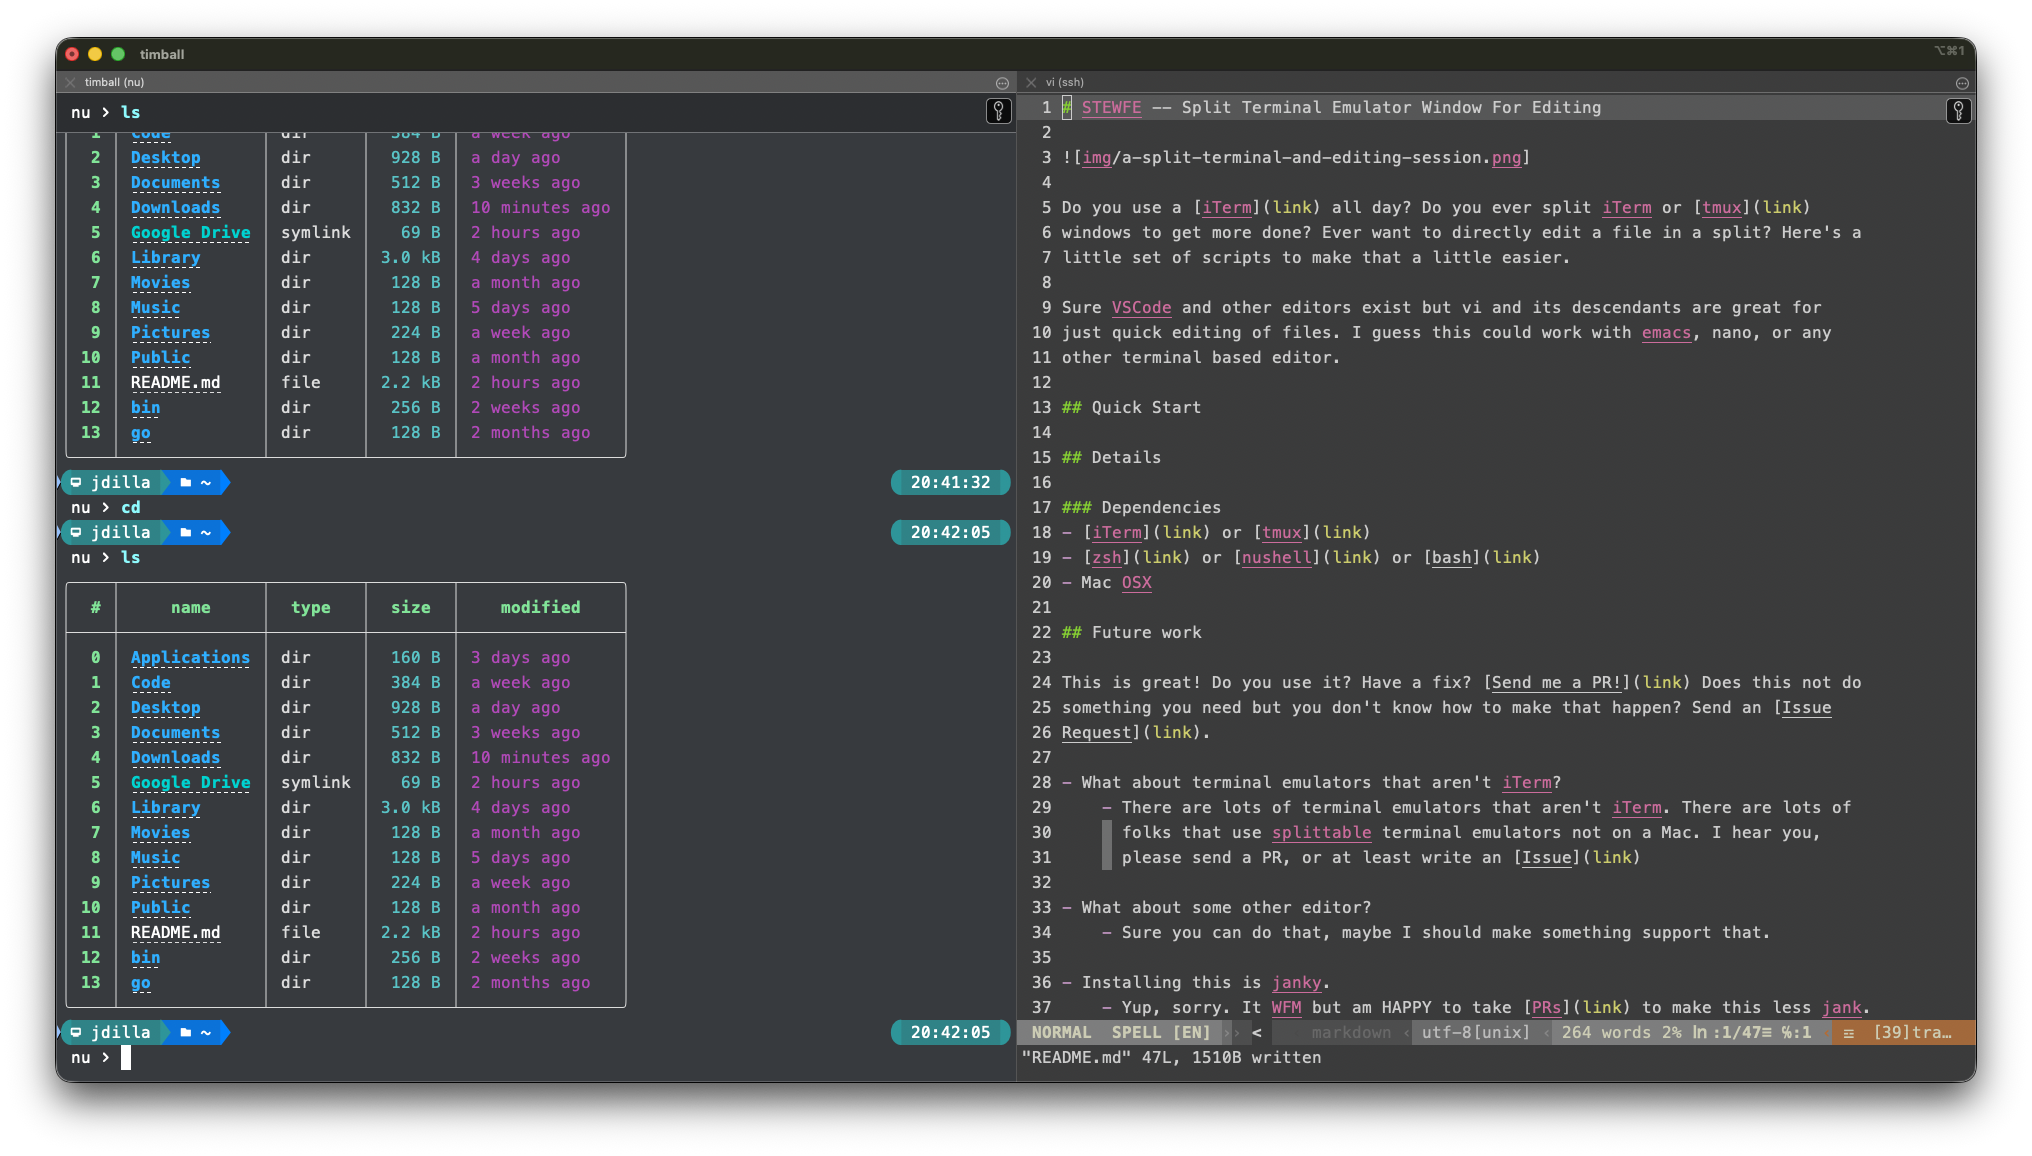 timball
⌥⌘1
timball (nu)
nu > ls
1 Code dir 384 B a week ago
2 Desktop dir 928 B a day ago
3 Documents dir 512 B 3 weeks ago
4 Downloads dir 832 B 10 minutes ago
5 Google Drive symlink 69 B 2 hours ago
6 Library dir 3.0 kB 4 days ago
7 Movies dir 128 B a month ago
8 Music dir 128 B 5 days ago
9 Pictures dir 224 B a week ago
10 Public dir 128 B a month ago
11 README.md file 2.2 kB 2 hours ago
12 bin dir 256 B 2 weeks ago
13 go dir 128 B 2 months ago
jdilla ~ 20:41:32
nu > cd
jdilla ~ 20:42:05
nu > ls
# name type size modified
0 Applications dir 160 B 3 days ago
1 Code dir 384 B a week ago
2 Desktop dir 928 B a day ago
3 Documents dir 512 B 3 weeks ago
4 Downloads dir 832 B 10 minutes ago
5 Google Drive symlink 69 B 2 hours ago
6 Library dir 3.0 kB 4 days ago
7 Movies dir 128 B a month ago
8 Music dir 128 B 5 days ago
9 Pictures dir 224 B a week ago
10 Public dir 128 B a month ago
11 README.md file 2.2 kB 2 hours ago
12 bin dir 256 B 2 weeks ago
13 go dir 128 B 2 months ago
jdilla ~ 20:42:05
nu >
vi (ssh)
1 # STEWFE -- Split Terminal Emulator Window For Editing
2
3 ![img/a-split-terminal-and-editing-session.png]
4
5 Do you use a [iTerm](link) all day? Do you ever split iTerm or [tmux](link)
6 windows to get more done? Ever want to directly edit a file in a split? Here's a
7 little set of scripts to make that a little easier.
8
9 Sure VSCode and other editors exist but vi and its descendants are great for
10 just quick editing of files. I guess this could work with emacs, nano, or any
11 other terminal based editor.
12
13 ## Quick Start
14
15 ## Details
16
17 ### Dependencies
18 - [iTerm](link) or [tmux](link)
19 - [zsh](link) or [nushell](link) or [bash](link)
20 - Mac OSX
21
22 ## Future work
23
24 This is great! Do you use it? Have a fix? [Send me a PR!](link) Does this not do
25 something you need but you don't know how to make that happen? Send an [Issue
26 Request](link).
27
28 - What about terminal emulators that aren't iTerm?
29 - There are lots of terminal emulators that aren't iTerm. There are lots of
30 folks that use splittable terminal emulators not on a Mac. I hear you,
31 please send a PR, or at least write an [Issue](link)
32
33 - What about some other editor?
34 - Sure you can do that, maybe I should make something support that.
35
36 - Installing this is janky.
37 - Yup, sorry. It WFM but am HAPPY to take [PRs](link) to make this less jank.
NORMAL SPELL [EN] < markdown utf-8[unix] 264 words 2% ln:1/47≡ %:1 ☲ [39]tra…
"README.md" 47L, 1510B written